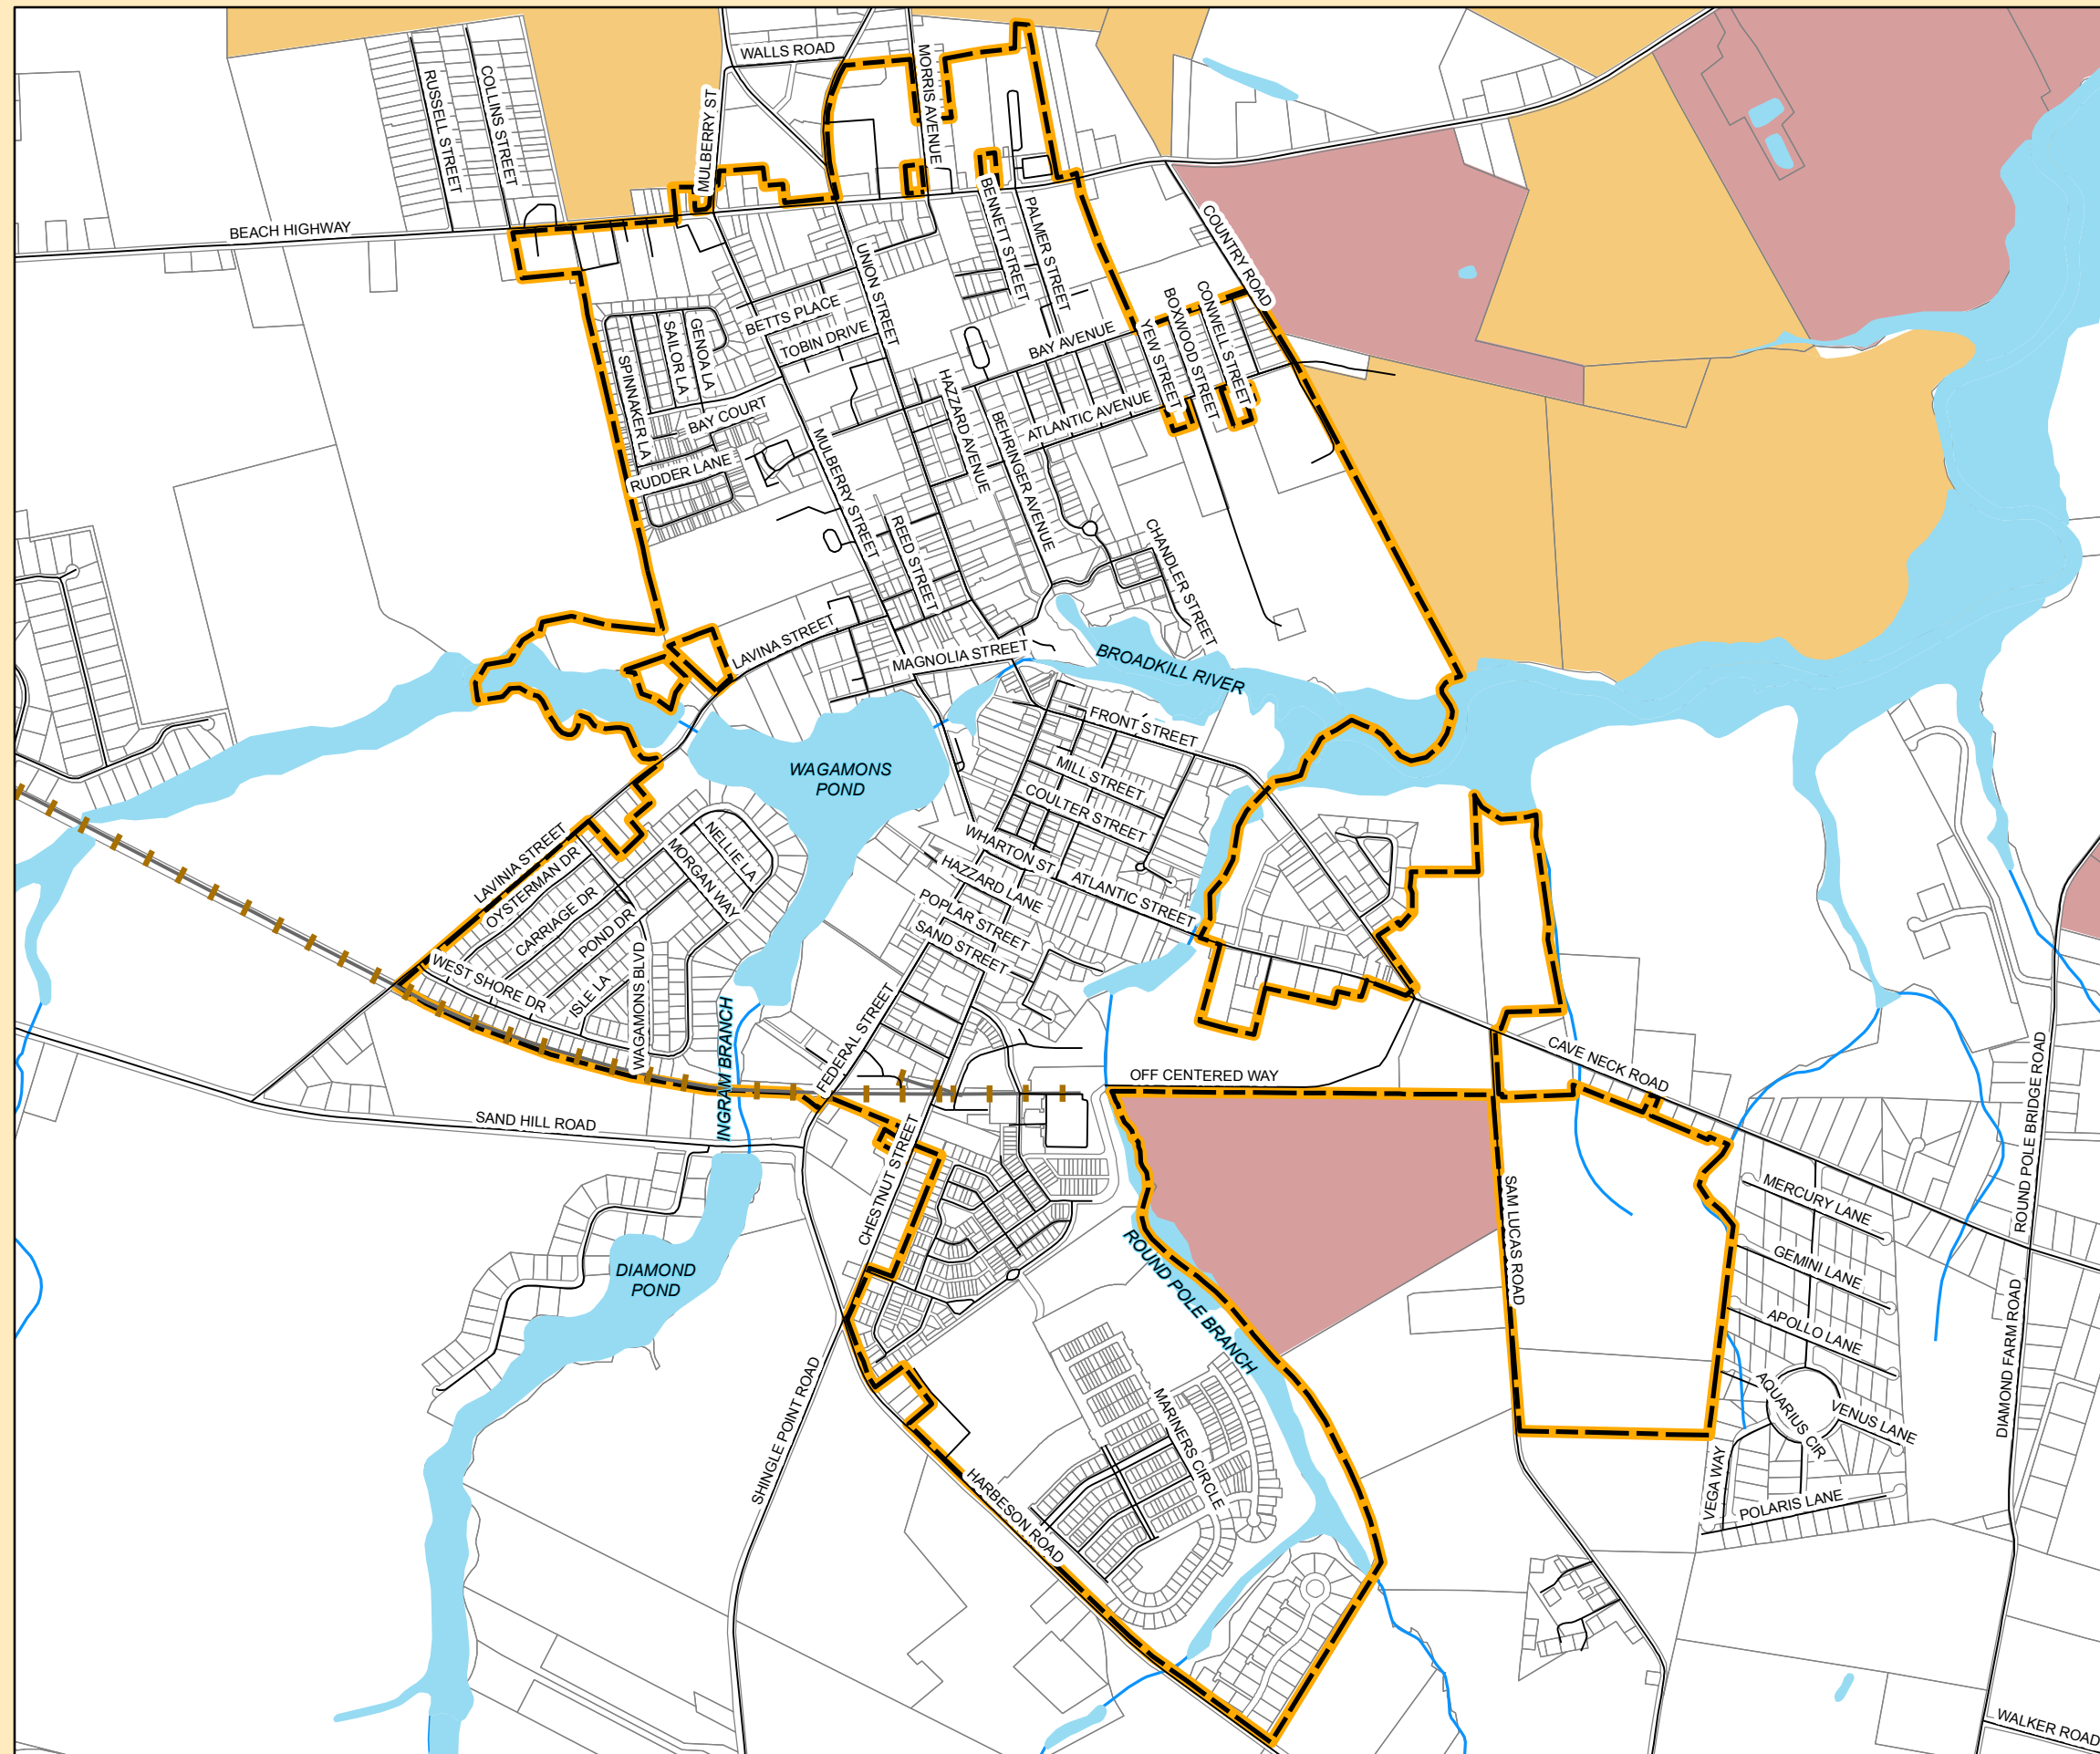 WALLS ROAD
MORRIS AVENUE
RUSSELL STREET
COLLINS STREET
MULBERRY ST
BEACH HIGHWAY
BENNETT STREET
PALMER STREET
COUNTRY ROAD
UNION STREET
BETTS PLACE
TOBIN DRIVE
BAY AVENUE
YEW STREET
BOXWOOD STREET
CONWELL STREET
SPINNAKER LA
SAILOR LA
GENOA LA
BAY COURT
RUDDER LANE
HAZZARD AVENUE
BEHRINGER AVENUE
ATLANTIC AVENUE
MULBERRY STREET
REED STREET
CHANDLER STREET
LAVINA STREET
MAGNOLIA STREET
BROADKILL RIVER
FRONT STREET
WAGAMONS
POND
MILL STREET
COULTER STREET
LAVINIA STREET
OYSTERMAN DR
CARRIAGE DR
POND DR
MORGAN WAY
NELLIE LA
WHARTON ST
HAZZARD LANE
ATLANTIC STREET
POPLAR STREET
SAND STREET
WEST SHORE DR
ISLE LA
WAGAMONS BLVD
INGRAM BRANCH
FEDERAL STREET
OFF CENTERED WAY
CAVE NECK ROAD
ROUND POLE BRIDGE ROAD
SAND HILL ROAD
CHESTNUT STREET
SAM LUCAS ROAD
MERCURY LANE
GEMINI LANE
APOLLO LANE
DIAMOND
POND
ROUND POLE BRANCH
DIAMOND FARM ROAD
AQUARIUS CIR
VENUS LANE
SHINGLE POINT ROAD
MARINERS CIRCLE
HARBESON ROAD
VEGA WAY
POLARIS LANE
WALKER ROAD